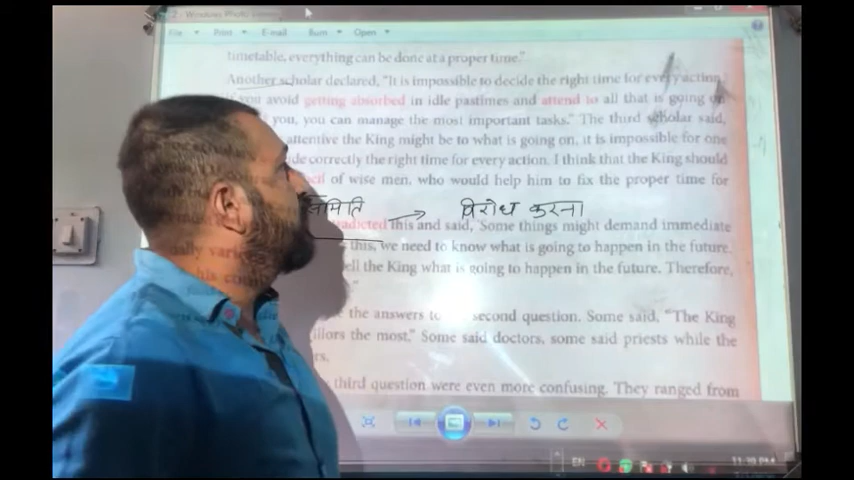 Windows Photo
File Print E-mail Burn Open
timetable, everything can be done at a proper time."
Another scholar declared, "It is impossible to decide the right time for every action.
you avoid getting absorbed in idle pastimes and attend to all that is going on
you, you can manage the most important tasks." The third scholar said,
attentive the King might be to what is going on, it is impossible for one
correctly the right time for every action. I think that the King should
of wise men, who would help him to fix the proper time for
समिति विरोध करना
this and said, "Some things might demand immediate
this, we need to know what is going to happen in the future.
the King what is going to happen in the future. Therefore,
the answers to second question. Some said, "The King
the most." Some said doctors, some said priests while the
third question were even more confusing. They ranged from
EN 11:39 PM